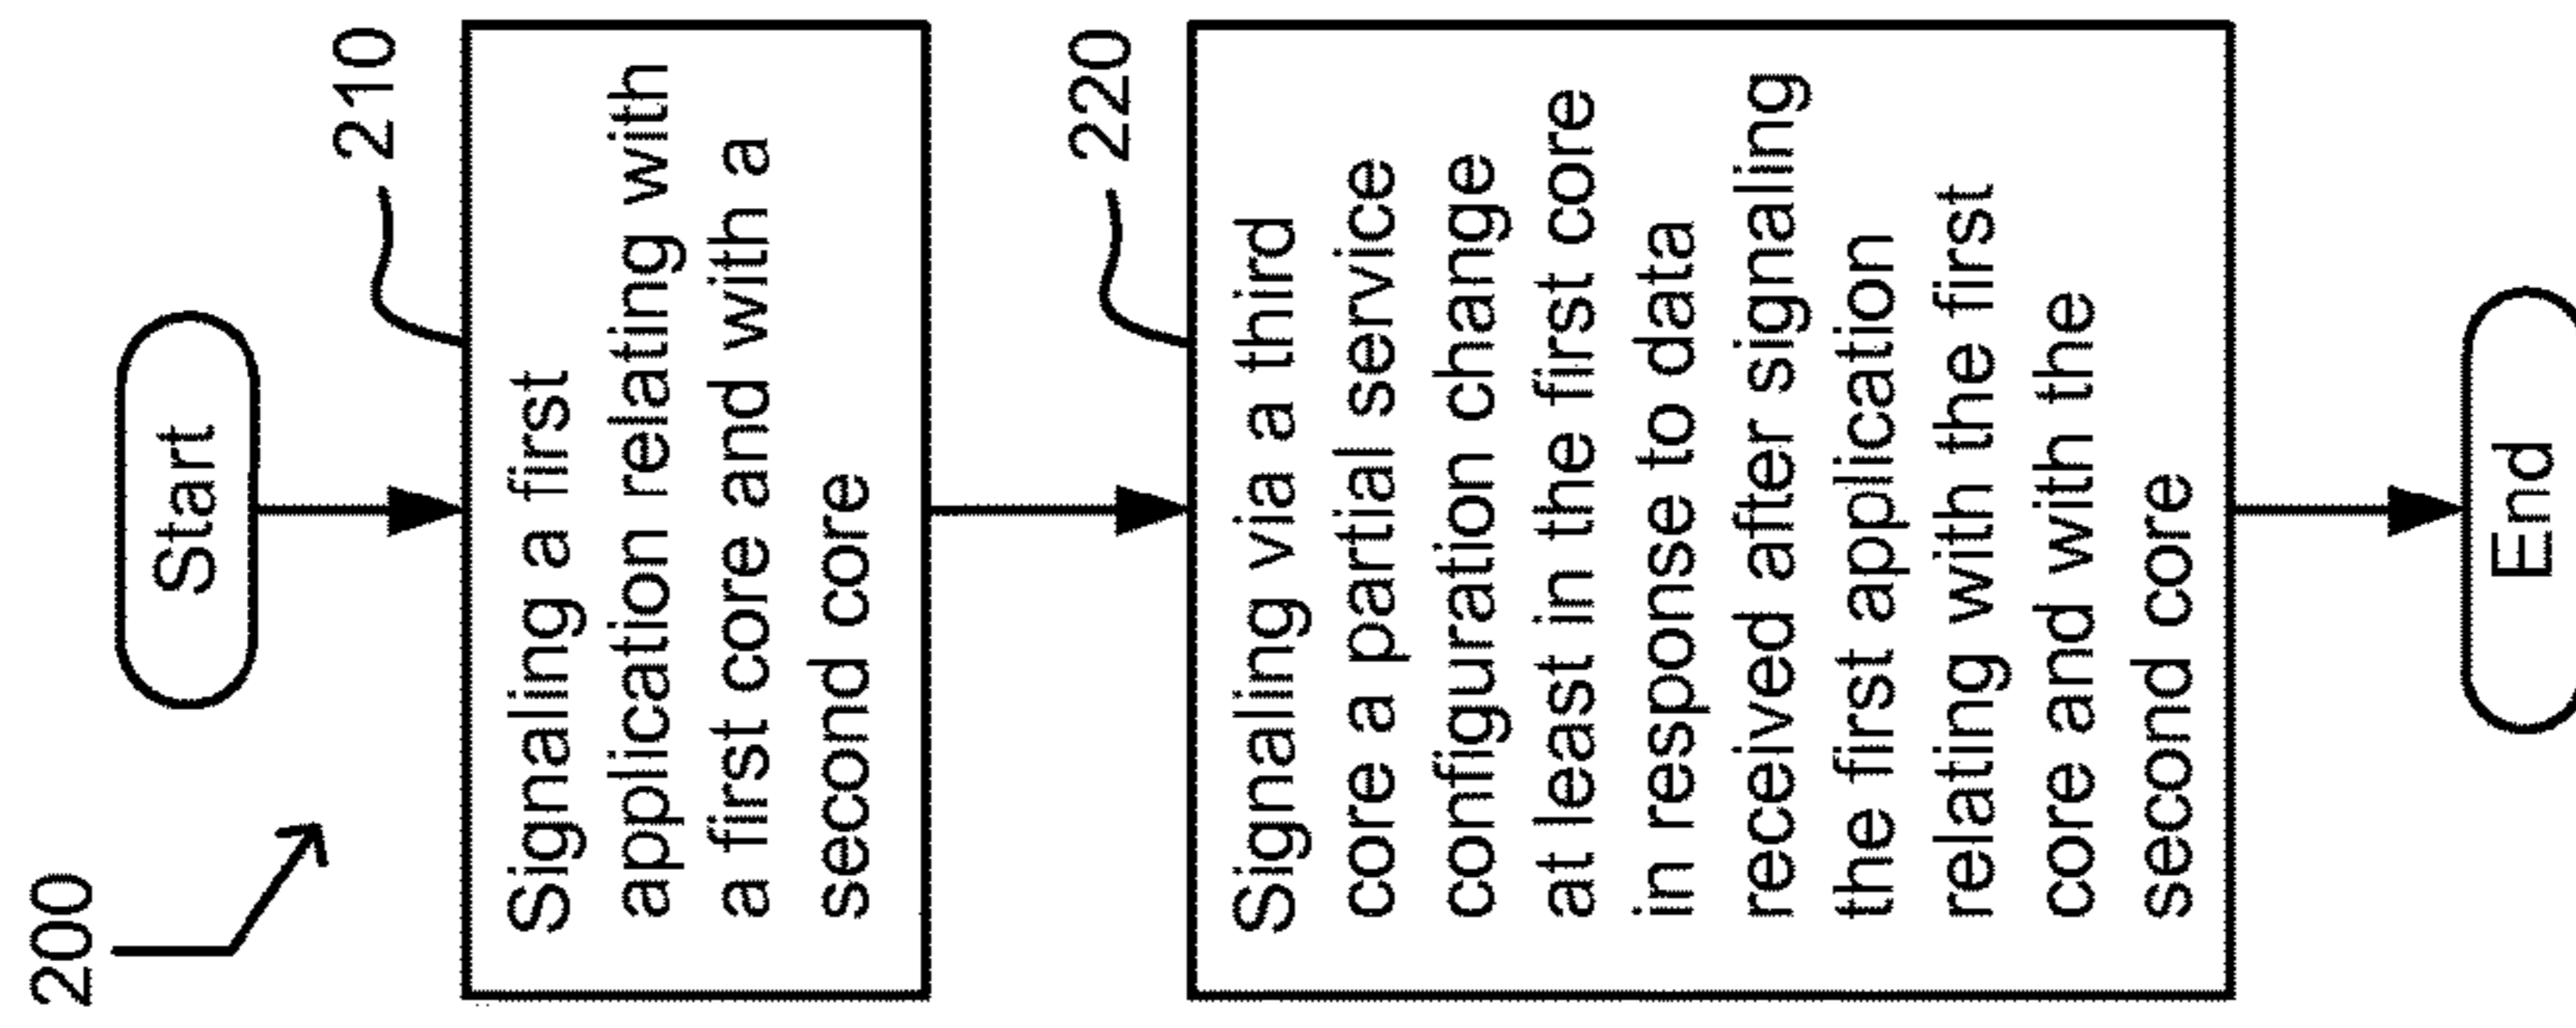 200
Start
210
Signaling a first
application relating with
a first core and with a
second core
220
Signaling via a third
core a partial service
configuration change
at least in the first core
in response to data
received after signaling
the first application
relating with the first
core and with the
second core
End